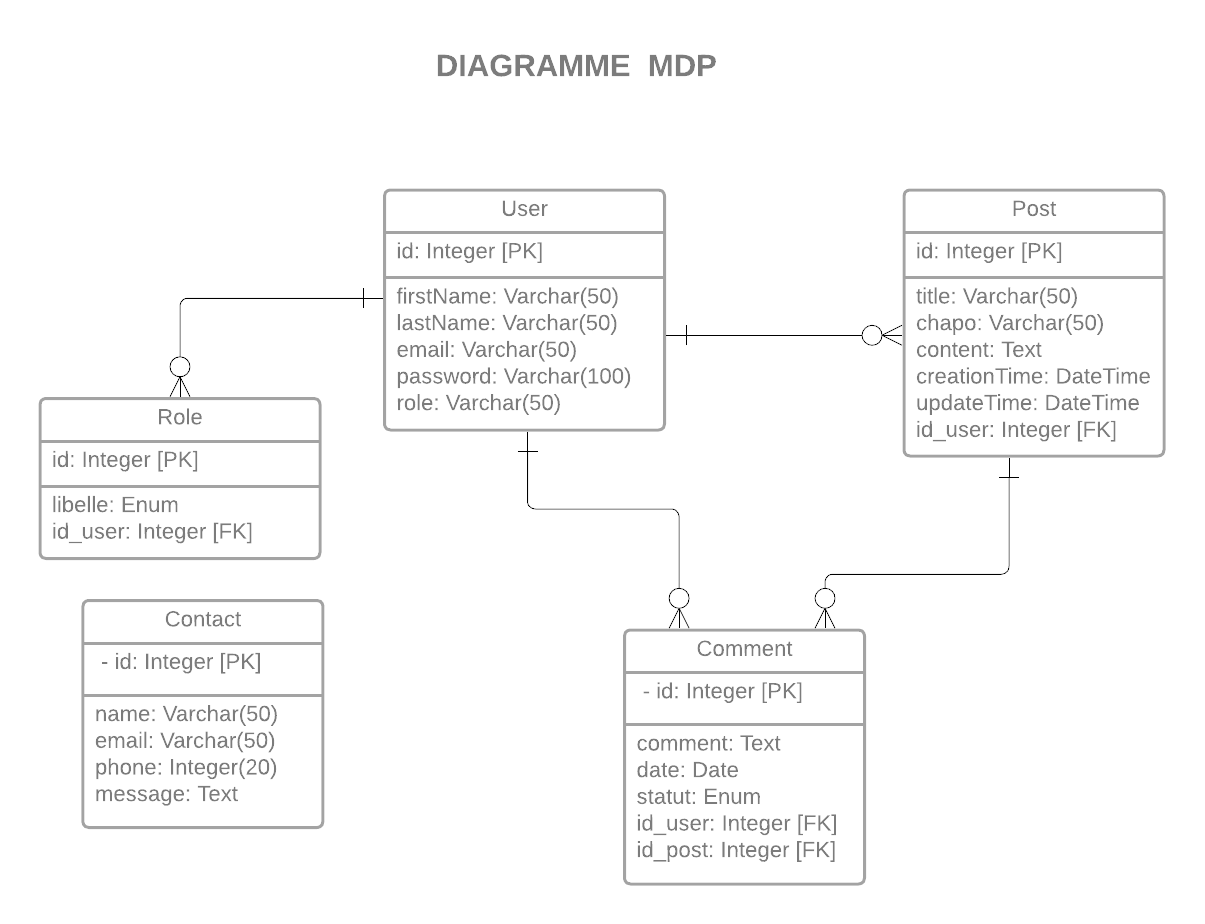 DIAGRAMME MDP
User
id: Integer [PK]
firstName: Varchar(50)
lastName: Varchar(50)
email: Varchar(50)
password: Varchar(100)
role: Varchar(50)
Post
id: Integer [PK]
title: Varchar(50)
chapo: Varchar(50)
content: Text
creationTime: DateTime
updateTime: DateTime
id_user: Integer [FK]
Role
id: Integer [PK]
libelle: Enum
id_user: Integer [FK]
Contact
- id: Integer [PK]
name: Varchar(50)
email: Varchar(50)
phone: Integer(20)
message: Text
Comment
- id: Integer [PK]
comment: Text
date: Date
statut: Enum
id_user: Integer [FK]
id_post: Integer [FK]